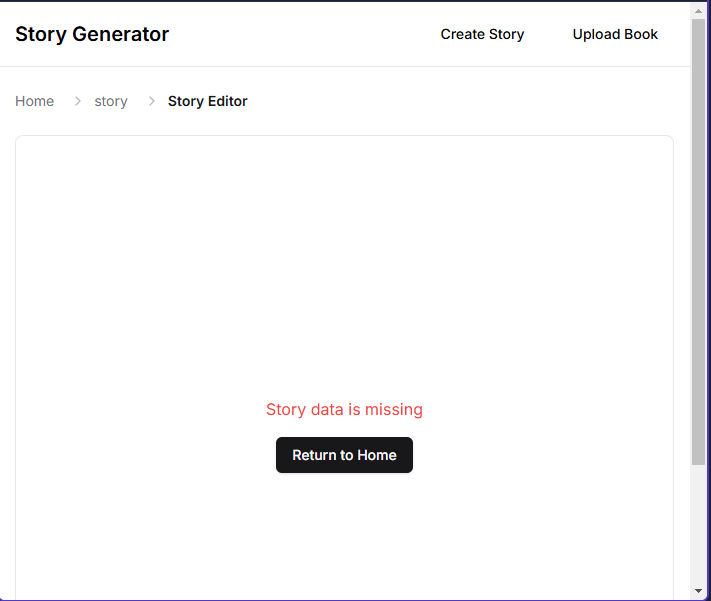 Story Generator
Create Story
Upload Book
Home > story > Story Editor
Story data is missing
Return to Home